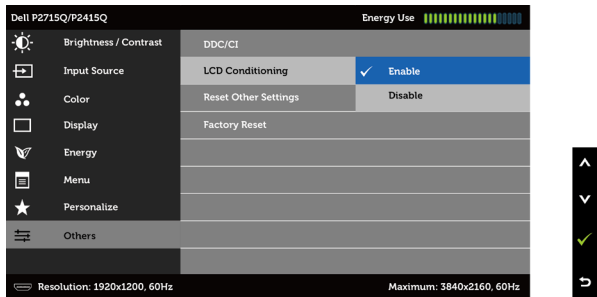 Dell P2715Q/P2415Q Energy Use
Brightness / Contrast DDC/CI
Input Source LCD Conditioning Enable
Color Reset Other Settings Disable
Display Factory Reset
Energy
Menu
Personalize
Others
Resolution: 1920x1200, 60Hz Maximum: 3840x2160, 60Hz